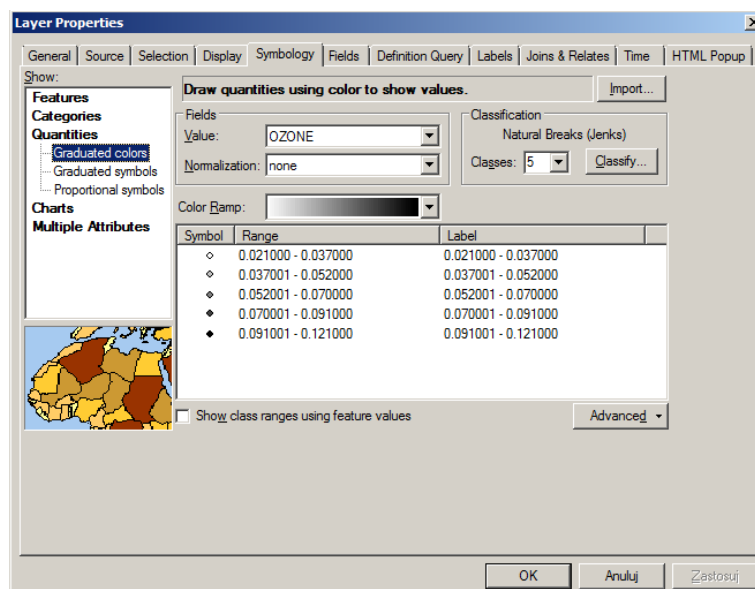 Layer Properties
General Source Selection Display Symbology Fields Definition Query Labels Joins & Relates Time HTML Popup
Show:
Features
Categories
Quantities
Graduated colors
Graduated symbols
Proportional symbols
Charts
Multiple Attributes
Draw quantities using color to show values.
Import...
Fields
Value: OZONE
Normalization: none
Classification
Natural Breaks (Jenks)
Classes: 5 Classify...
Color Ramp:
Symbol Range Label
0.021000 - 0.037000 0.021000 - 0.037000
0.037001 - 0.052000 0.037001 - 0.052000
0.052001 - 0.070000 0.052001 - 0.070000
0.070001 - 0.091000 0.070001 - 0.091000
0.091001 - 0.121000 0.091001 - 0.121000
Show class ranges using feature values
Advanced
OK Anuluj Zastosuj